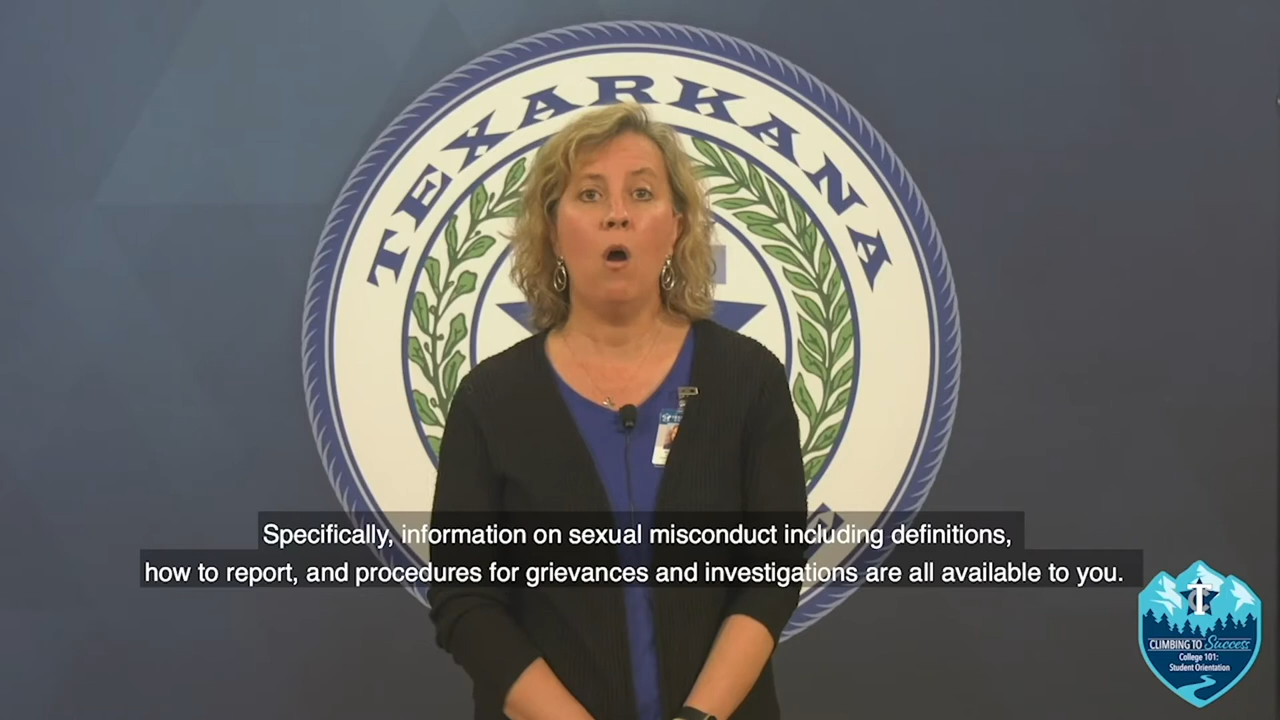 TEXARKANA
Specifically, information on sexual misconduct including definitions,
how to report, and procedures for grievances and investigations are all available to you.
TC
CLIMBING TO Success
College 101:
Student Orientation